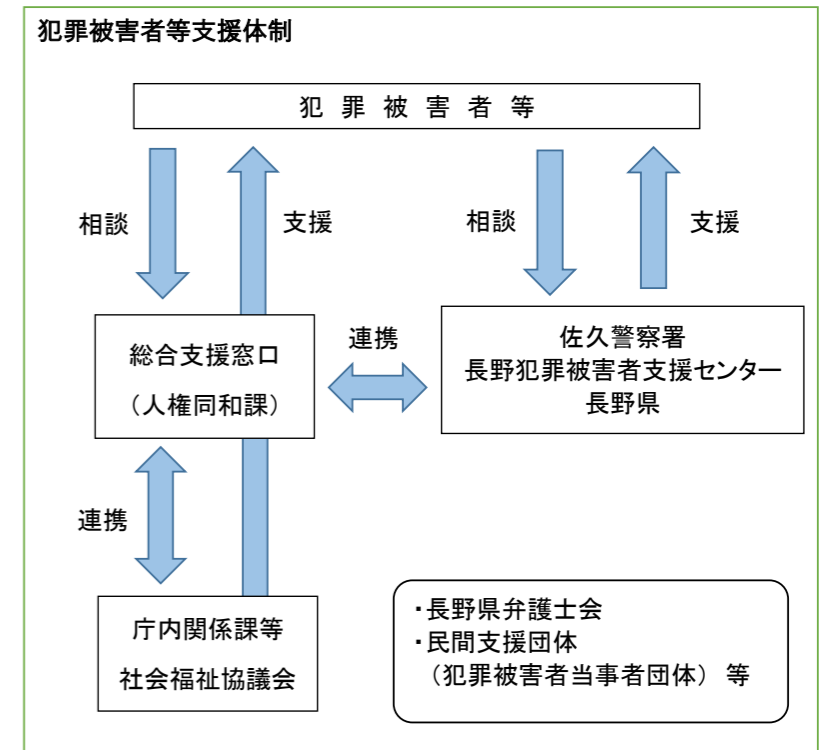 犯罪被害者等支援体制
犯 罪 被 害 者 等
相談
支援
相談
支援
総合支援窓口
（人権同和課）
連携
佐久警察署
長野犯罪被害者支援センター
長野県
連携
庁内関係課等
社会福祉協議会
・長野県弁護士会
・民間支援団体
（犯罪被害者当事者団体） 等